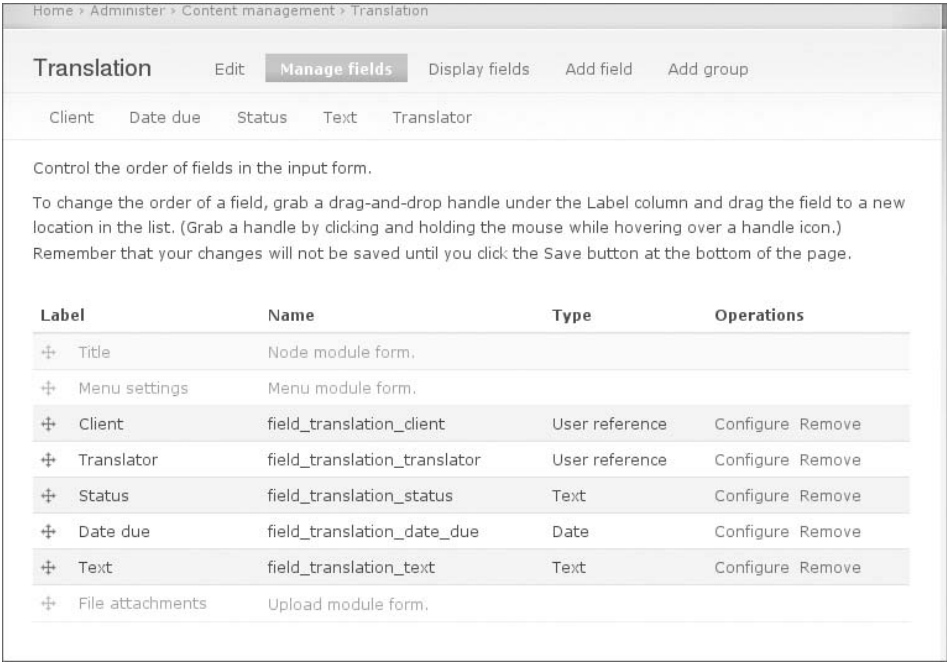 Home › Administer › Content management › Translation
Translation Edit Manage fields Display fields Add field Add group
Client Date due Status Text Translator
Control the order of fields in the input form.
To change the order of a field, grab a drag-and-drop handle under the Label column and drag the field to a new
location in the list. (Grab a handle by clicking and holding the mouse while hovering over a handle icon.)
Remember that your changes will not be saved until you click the Save button at the bottom of the page.
Label Name Type Operations
Title Node module form.
Menu settings Menu module form.
Client field_translation_client User reference Configure Remove
Translator field_translation_translator User reference Configure Remove
Status field_translation_status Text Configure Remove
Date due field_translation_date_due Date Configure Remove
Text field_translation_text Text Configure Remove
File attachments Upload module form.